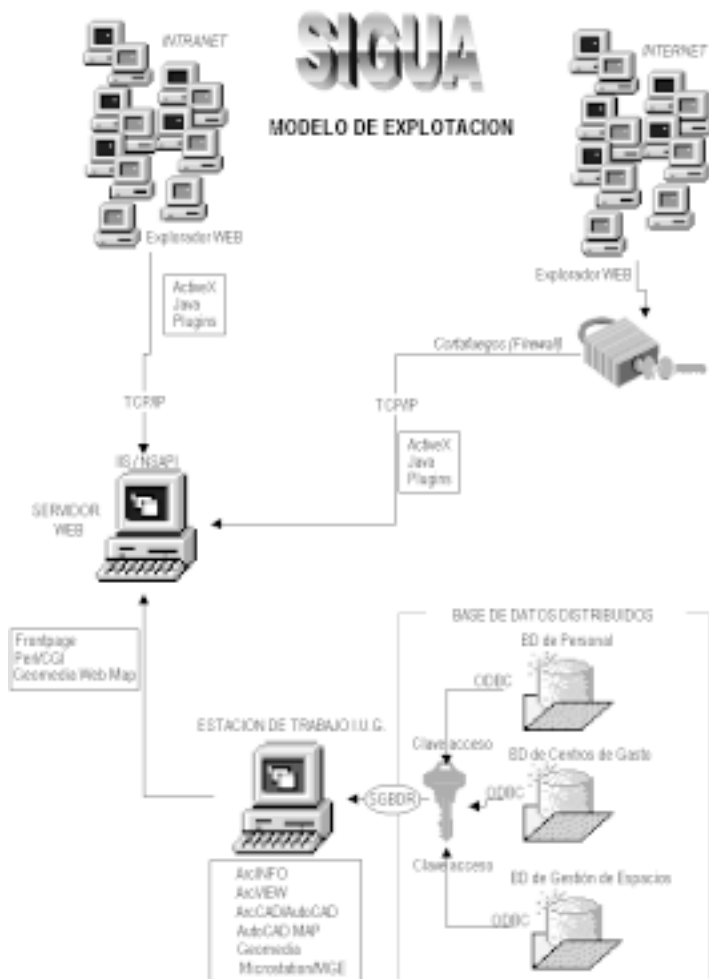 INTRANET
SIGUA
INTERNET
MODELO DE EXPLOTACION
Explorador WEB
Explorador WEB
ActiveX
Java
Plugins
Cortafuegos (Firewall)
TCP/IP
TCP/IP
ActiveX
Java
Plugins
IIS / NSAPI
SERVIDOR
WEB
BASE DE DATOS DISTRIBUIDOS
Frontpage
Perl/CGI
Geomedia Web Map
BD de Personal
ODBC
ESTACION DE TRABAJO I.U.G.
Clave acceso
BD de Centros de Gasto
SGBDR
ODBC
Clave acceso
BD de Gestión de Espacios
ODBC
ArcINFO
ArcVIEW
ArcCAD/AutoCAD
AutoCAD MAP
Geomedia
Microstation/MGE